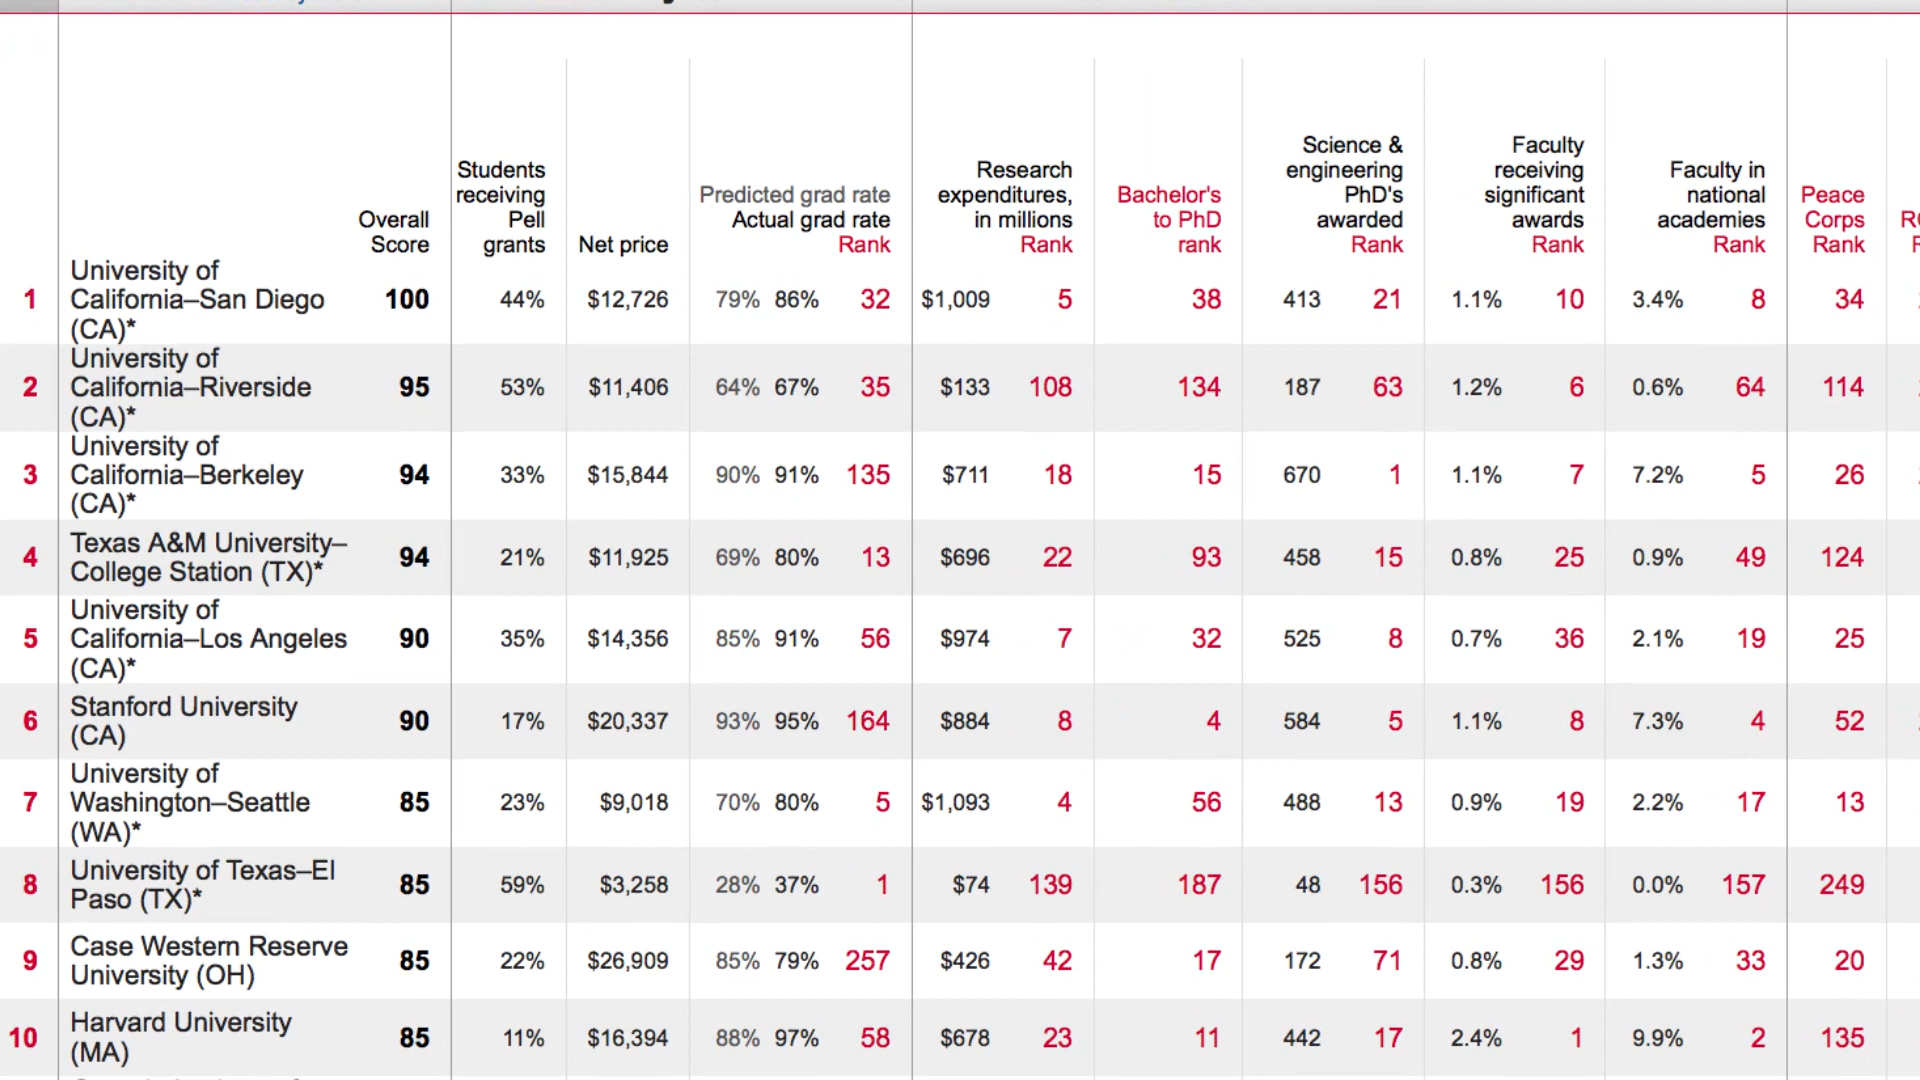 Students receiving Pell grants
Science & engineering PhD's awarded
Faculty receiving significant awards
Overall Score
Net price
Predicted grad rate
Actual grad rate
Rank
Research expenditures, in millions
Rank
Bachelor's to PhD rank
Rank
Rank
Faculty in national academies
Rank
Peace Corps Rank
1 University of California–San Diego (CA)* 100 44% $12,726 79% 86% 32 $1,009 5 38 413 21 1.1% 10 3.4% 8 34
2 University of California–Riverside (CA)* 95 53% $11,406 64% 67% 35 $133 108 134 187 63 1.2% 6 0.6% 64 114
3 University of California–Berkeley (CA)* 94 33% $15,844 90% 91% 135 $711 18 15 670 1 1.1% 7 7.2% 5 26
4 Texas A&M University–College Station (TX)* 94 21% $11,925 69% 80% 13 $696 22 93 458 15 0.8% 25 0.9% 49 124
5 University of California–Los Angeles (CA)* 90 35% $14,356 85% 91% 56 $974 7 32 525 8 0.7% 36 2.1% 19 25
6 Stanford University (CA) 90 17% $20,337 93% 95% 164 $884 8 4 584 5 1.1% 8 7.3% 4 52
7 University of Washington–Seattle (WA)* 85 23% $9,018 70% 80% 5 $1,093 4 56 488 13 0.9% 19 2.2% 17 13
8 University of Texas–El Paso (TX)* 85 59% $3,258 28% 37% 1 $74 139 187 48 156 0.3% 156 0.0% 157 249
9 Case Western Reserve University (OH) 85 22% $26,909 85% 79% 257 $426 42 17 172 71 0.8% 29 1.3% 33 20
10 Harvard University (MA) 85 11% $16,394 88% 97% 58 $678 23 11 442 17 2.4% 1 9.9% 2 135